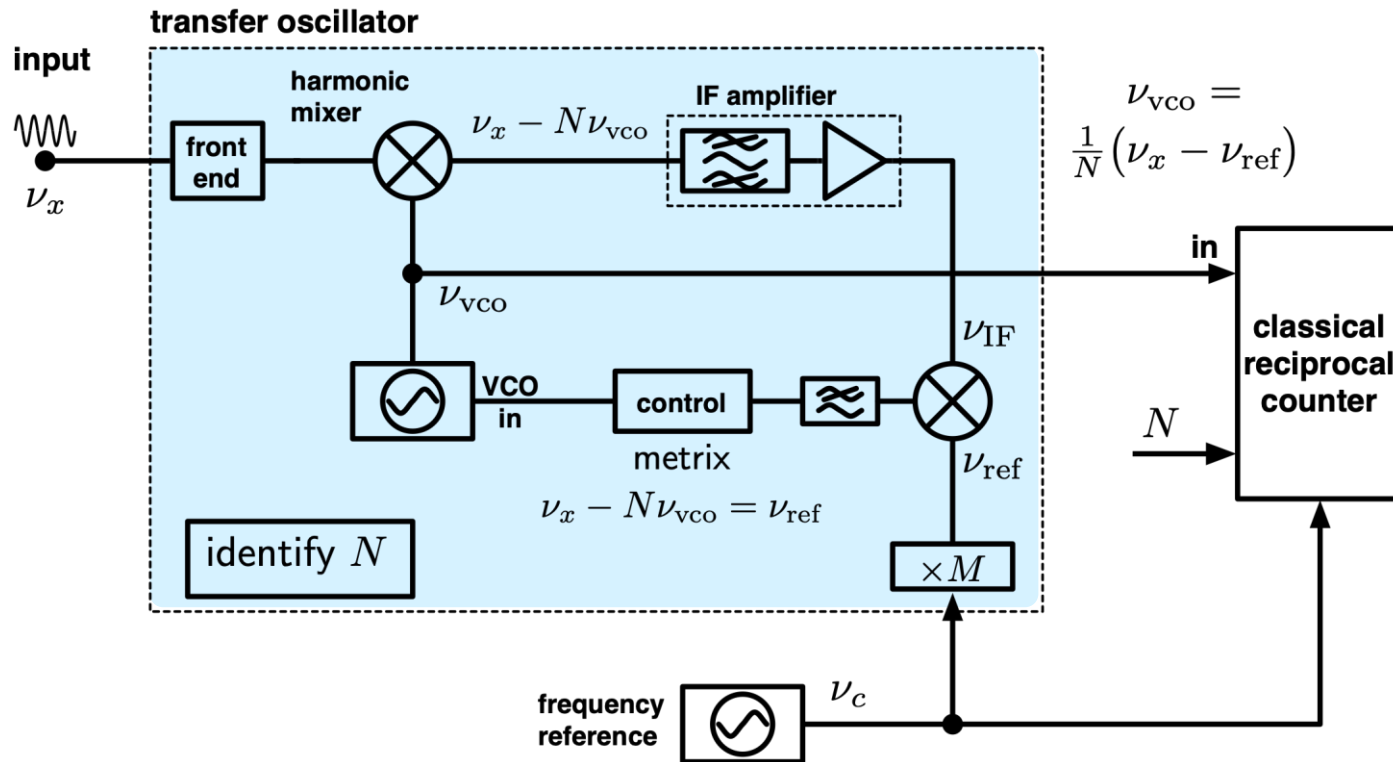 transfer oscillator
input
ν_x
front
end
harmonic
mixer
ν_x − Nν_vco
IF amplifier
ν_vco =
1/N (ν_x − ν_ref)
in
ν_vco
ν_IF
classical
reciprocal
counter
VCO
in
control
metrix
ν_x − Nν_vco = ν_ref
N
ν_ref
identify N
×M
frequency
reference
ν_c